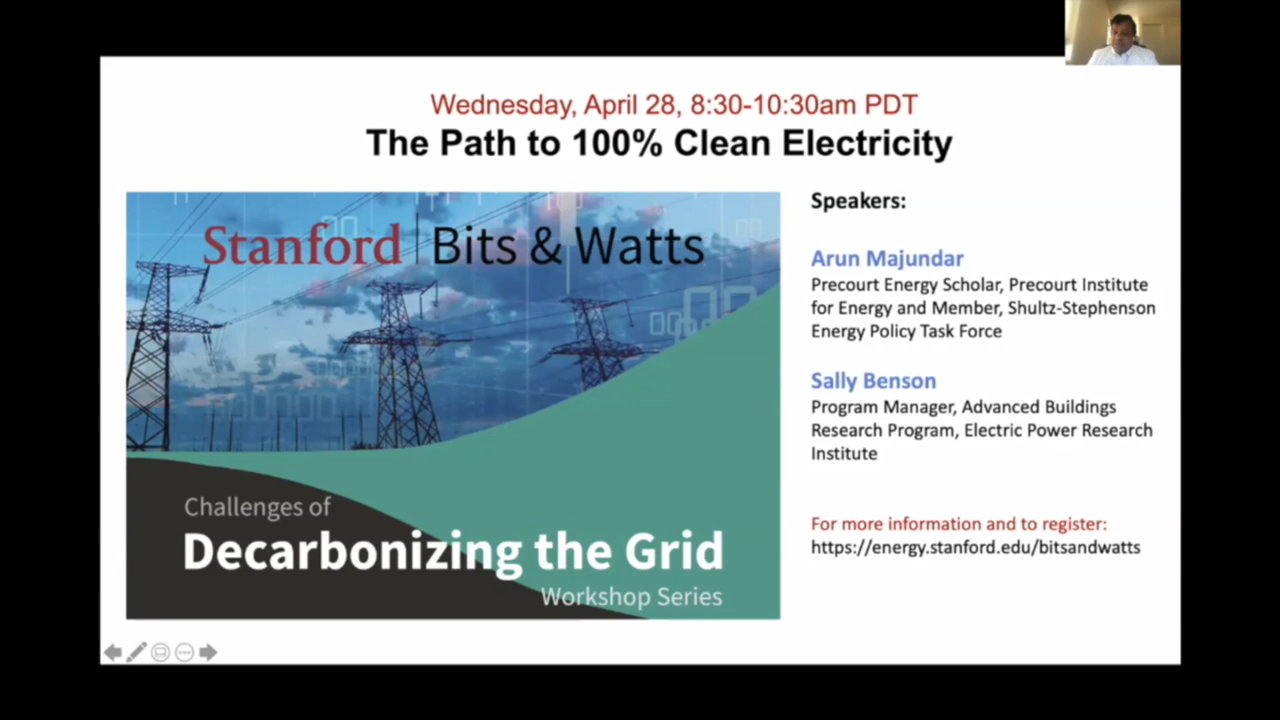 Wednesday, April 28, 8:30-10:30am PDT
The Path to 100% Clean Electricity
Stanford | Bits & Watts
Challenges of
Decarbonizing the Grid
Workshop Series
Speakers:
Arun Majundar
Precourt Energy Scholar, Precourt Institute
for Energy and Member, Shultz-Stephenson
Energy Policy Task Force
Sally Benson
Program Manager, Advanced Buildings
Research Program, Electric Power Research
Institute
For more information and to register:
https://energy.stanford.edu/bitsandwatts